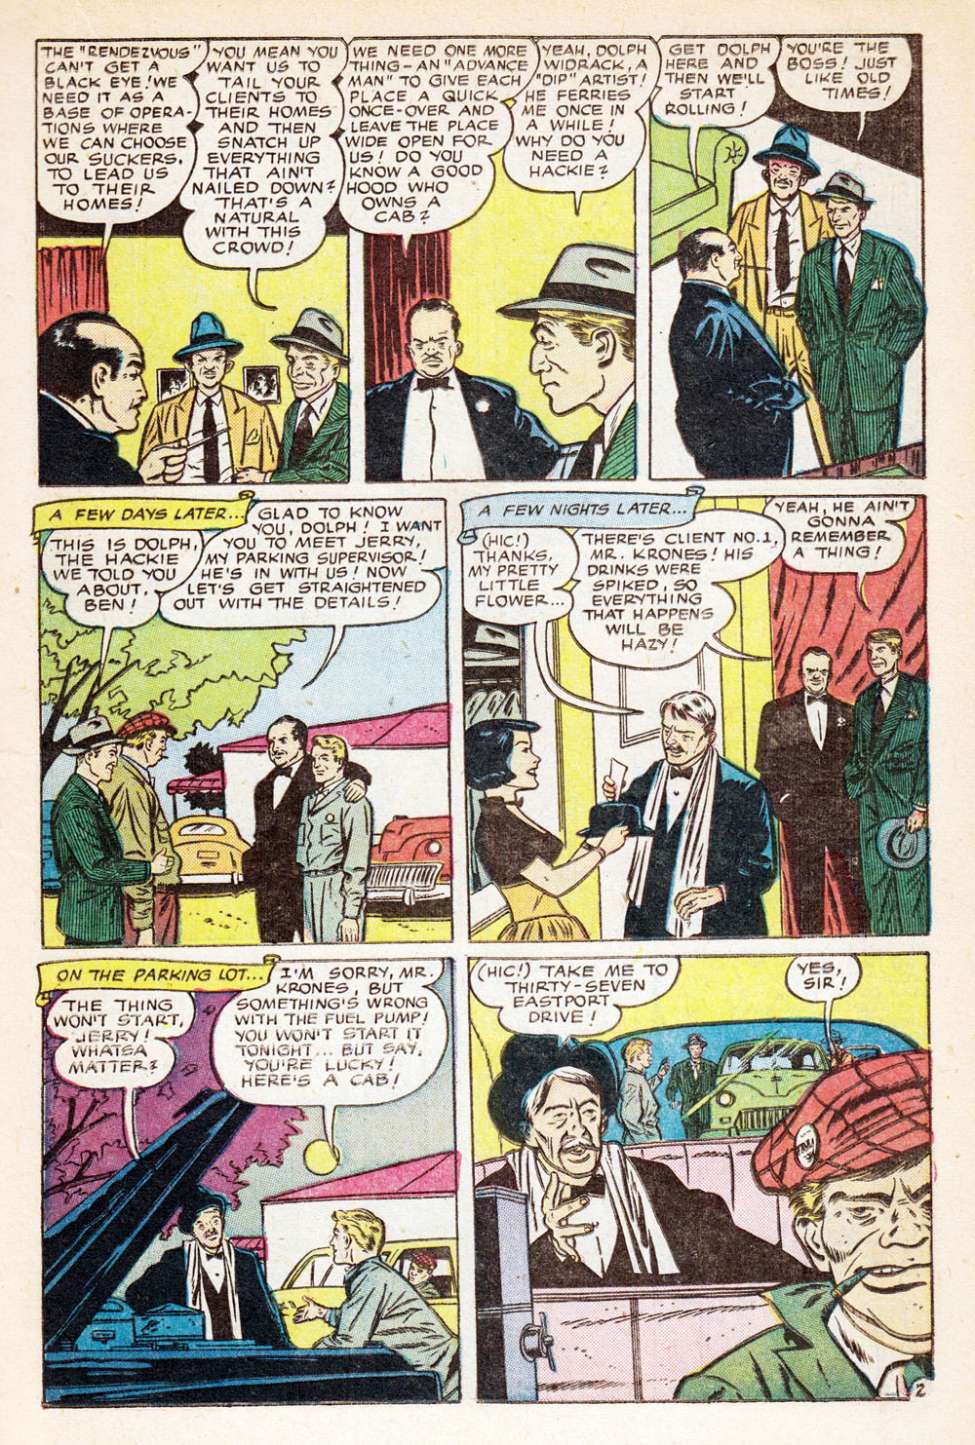 THE "RENDEZVOUS"
CAN'T GET A
BLACK EYE! WE
NEED IT AS A
BASE OF OPERA-
TIONS WHERE
WE CAN CHOOSE
OUR SUCKERS,
TO LEAD US
TO THEIR
HOMES!
YOU MEAN YOU
WANT US TO
TAIL YOUR
CLIENTS TO
THEIR HOMES
AND THEN
SNATCH UP
EVERYTHING
THAT AIN'T
NAILED DOWN?
THAT'S A
NATURAL
WITH THIS
CROWD!
WE NEED ONE MORE
THING - AN "ADVANCE
MAN" TO GIVE EACH
PLACE A QUICK
ONCE-OVER AND
LEAVE THE PLACE
WIDE OPEN FOR
US! DO YOU
KNOW A GOOD
HOOD WHO
OWNS A
CAB?
YEAH, DOLPH
WIDRACK, A
"DIP" ARTIST!
HE FERRIES
ME ONCE IN
A WHILE!
WHY DO YOU
NEED A
HACKIE?
GET DOLPH
HERE AND
THEN WE'LL
START
ROLLING!
YOU'RE THE
BOSS! JUST
LIKE OLD
TIMES!
A FEW DAYS LATER...
THIS IS DOLPH,
THE HACKIE
WE TOLD YOU
ABOUT,
BEN!
GLAD TO KNOW
YOU, DOLPH! I WANT
YOU TO MEET JERRY,
MY PARKING SUPERVISOR!
HE'S IN WITH US! NOW
LET'S GET STRAIGHTENED
OUT WITH THE DETAILS!
A FEW NIGHTS LATER...
(HIC!)
THANKS,
MY PRETTY
LITTLE
FLOWER...
THERE'S CLIENT NO.1,
MR. KRONES! HIS
DRINKS WERE
SPIKED, SO
EVERYTHING
THAT HAPPENS
WILL BE
HAZY!
YEAH, HE AIN'T
GONNA
REMEMBER
A THING!
ON THE PARKING LOT...
THE THING
WON'T START,
JERRY!
WHATSA
MATTER?
I'M SORRY, MR.
KRONES, BUT
SOMETHING'S WRONG
WITH THE FUEL PUMP!
YOU WON'T START IT
TONIGHT... BUT SAY,
YOU'RE LUCKY!
HERE'S A CAB!
(HIC!) TAKE ME TO
THIRTY-SEVEN
EASTPORT
DRIVE!
YES,
SIR!
2